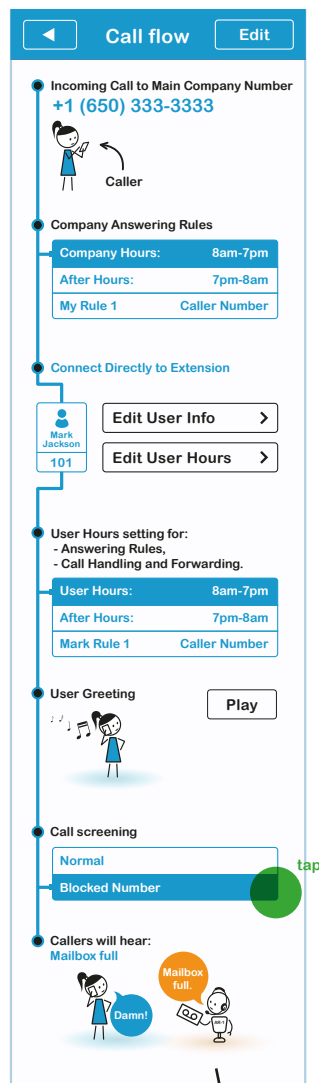 Call flow
Edit
Incoming Call to Main Company Number
+1 (650) 333-3333
Caller
Company Answering Rules
Company Hours: 8am-7pm
After Hours: 7pm-8am
My Rule 1 Caller Number
Connect Directly to Extension
Mark
Jackson
101
Edit User Info
Edit User Hours
User Hours setting for:
- Answering Rules,
- Call Handling and Forwarding.
User Hours: 8am-7pm
After Hours: 7pm-8am
Mark Rule 1 Caller Number
User Greeting
Play
Call screening
Normal
tap
Blocked Number
Callers will hear:
Mailbox full
Mailbox
full.
Damn!